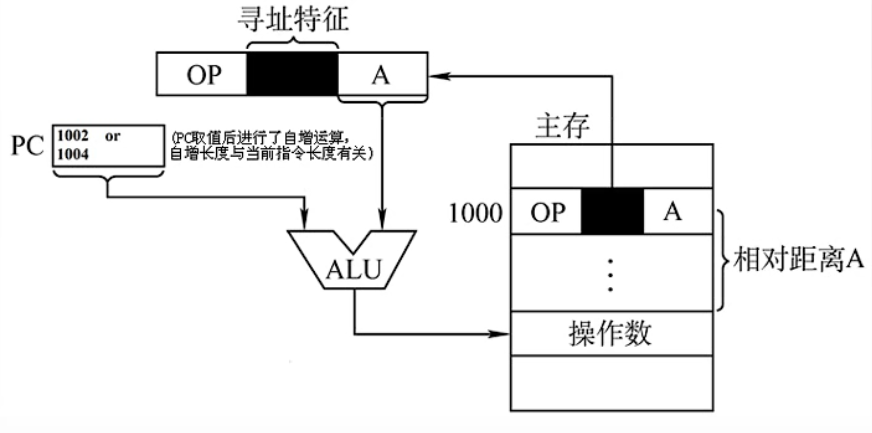 寻址特征
OP A
PC 1002 or
1004
(PC取值后进行了自增运算,
自增长度与当前指令长度有关)
主存
1000 OP A
ALU
⋮
相对距离A
操作数